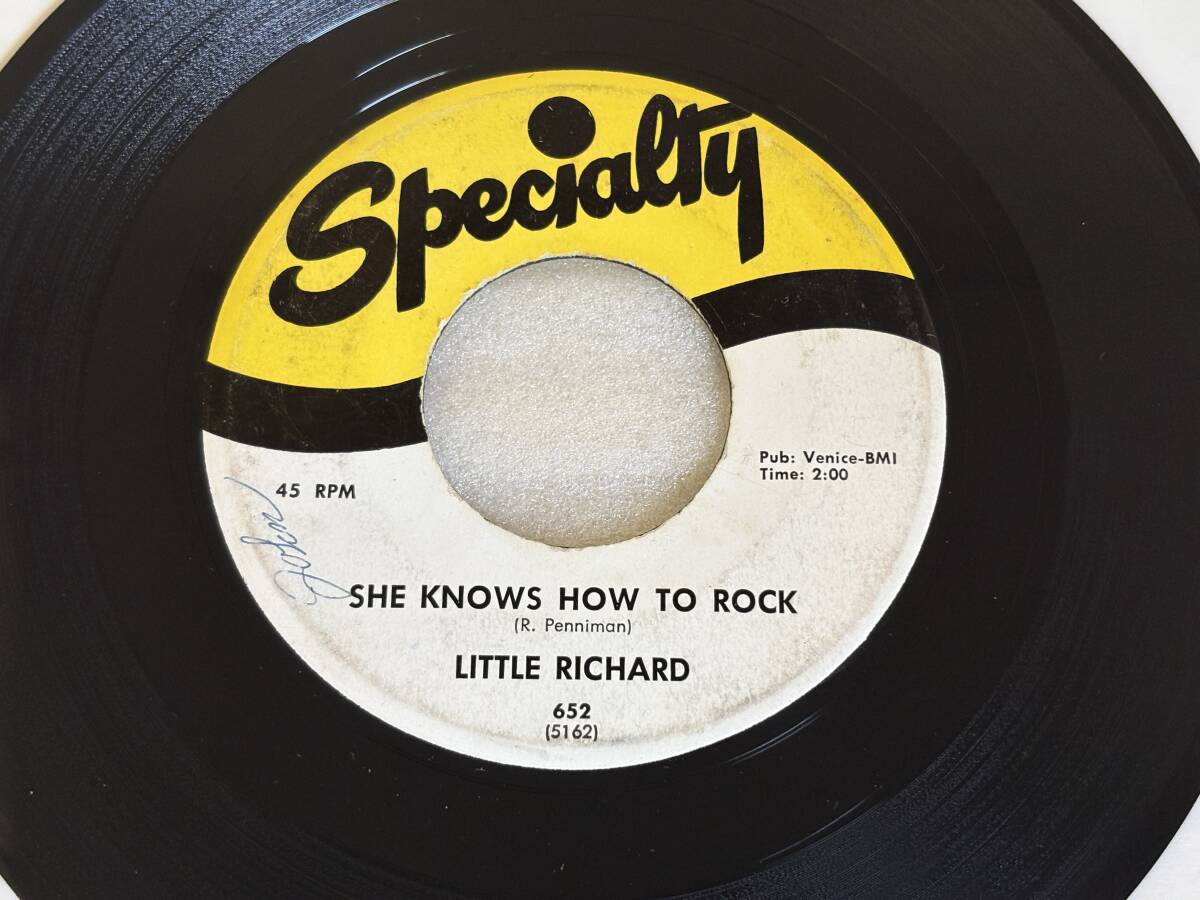 Specialty
Pub: Venice-BMI
Time: 2:00
45 RPM
John
SHE KNOWS HOW TO ROCK
(R. Penniman)
LITTLE RICHARD
652
(5162)